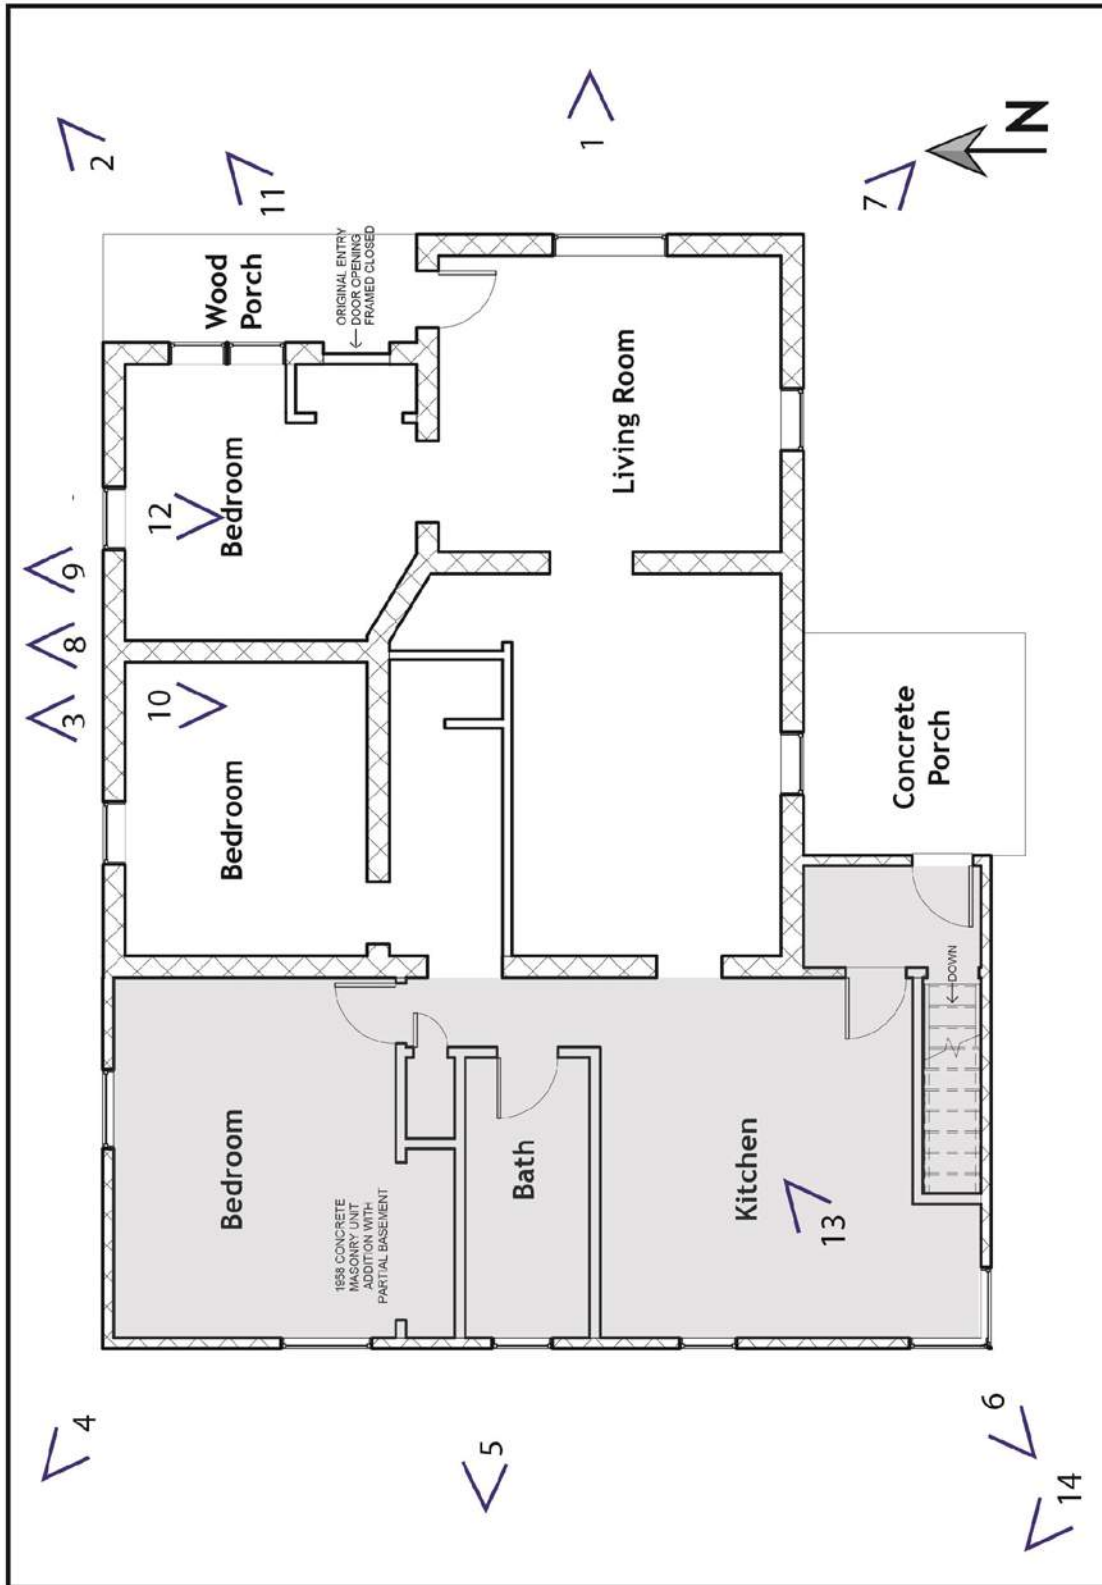 2
11
1
7
N
Wood
Porch
ORIGINAL ENTRY
DOOR OPENING
FRAMED CLOSED
9
8
3
12
Bedroom
Living Room
10
Bedroom
Concrete
Porch
DOWN
Bedroom
1958 CONCRETE
MASONRY UNIT
ADDITION WITH
PARTIAL BASEMENT
Bath
Kitchen
13
4
5
6
14